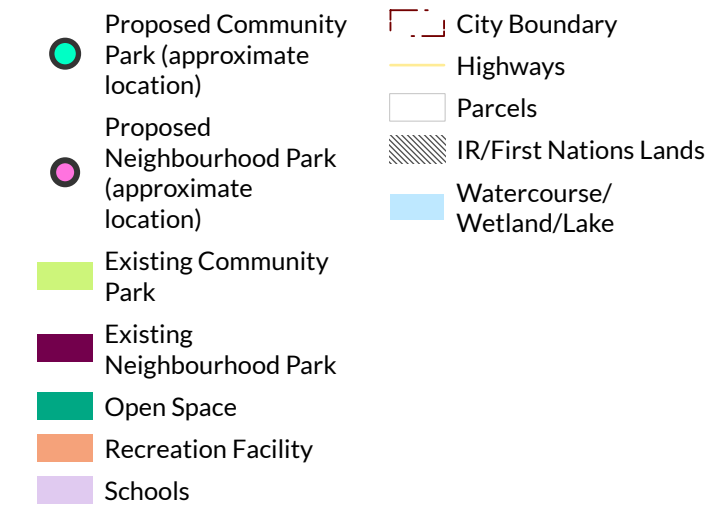 Proposed Community
Park (approximate
location)
Proposed
Neighbourhood Park
(approximate
location)
Existing Community
Park
Existing
Neighbourhood Park
Open Space
Recreation Facility
Schools
City Boundary
Highways
Parcels
IR/First Nations Lands
Watercourse/
Wetland/Lake